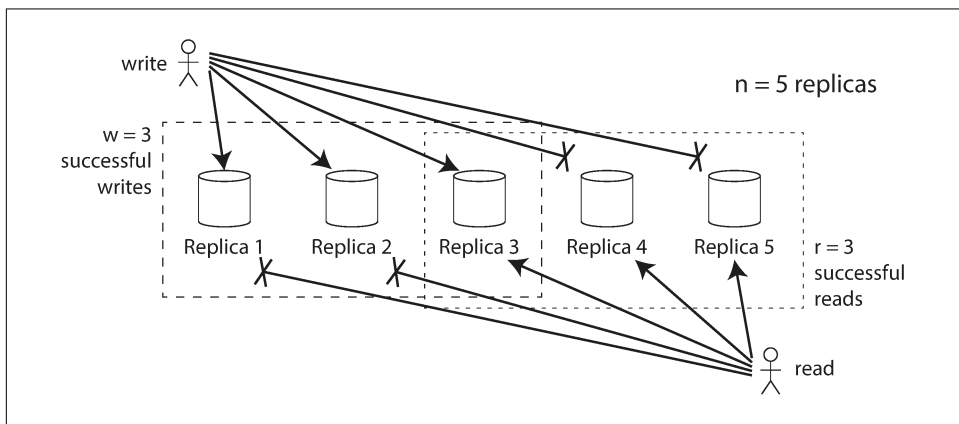 write
n = 5 replicas
w = 3
successful
writes
Replica 1
Replica 2
Replica 3
Replica 4
Replica 5
r = 3
successful
reads
read